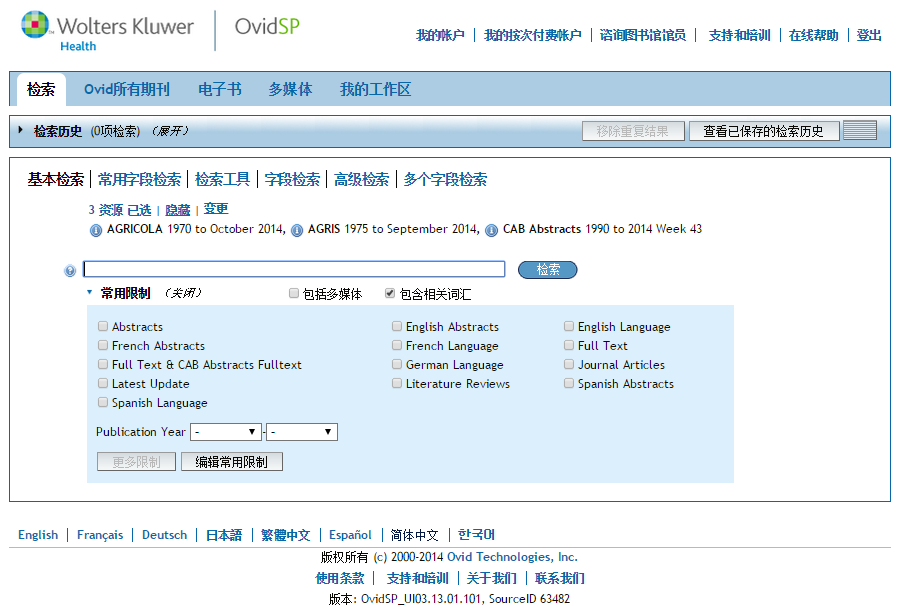 Wolters Kluwer
Health
OvidSP
我的帐户 | 我的按次付费帐户 | 咨询图书馆馆员 | 支持和培训 | 在线帮助 | 登出
检索 Ovid所有期刊 电子书 多媒体 我的工作区
检索历史 (0项检索) (展开) 移除重复结果 查看已保存的检索历史
基本检索 | 常用字段检索 | 检索工具 | 字段检索 | 高级检索 | 多个字段检索
3 资源 已选 | 隐藏 | 变更
AGRICOLA 1970 to October 2014, AGRIS 1975 to September 2014, CAB Abstracts 1990 to 2014 Week 43
检索
常用限制 (关闭) 包括多媒体 包含相关词汇
Abstracts English Abstracts English Language
French Abstracts French Language Full Text
Full Text & CAB Abstracts Fulltext German Language Journal Articles
Latest Update Literature Reviews Spanish Abstracts
Spanish Language
Publication Year - - -
更多限制 编辑常用限制
English | Français | Deutsch | 日本語 | 繁體中文 | Español | 简体中文 | 한국어
版权所有 (c) 2000-2014 Ovid Technologies, Inc.
使用条款 | 支持和培训 | 关于我们 | 联系我们
版本: OvidSP_UI03.13.01.101, SourceID 63482